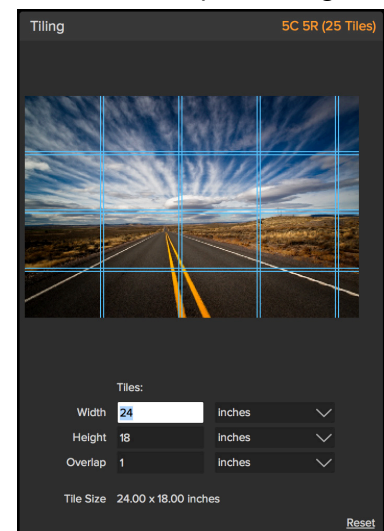 Tiling 5C 5R (25 Tiles)
Tiles:
Width 24 inches
Height 18 inches
Overlap 1 inches
Tile Size 24.00 x 18.00 inches
Reset